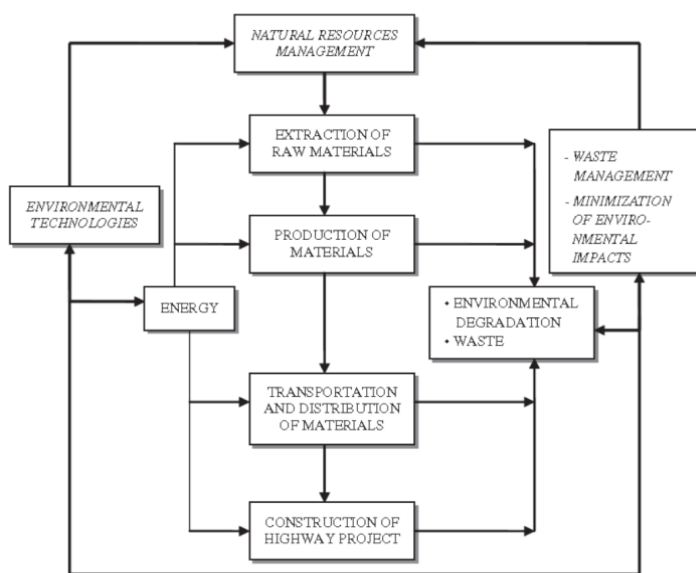 NATURAL RESOURCES
MANAGEMENT
EXTRACTION OF
RAW MATERIALS
- WASTE
MANAGEMENT
- MINIMIZATION
OF ENVIRO-
NMENTAL
IMPACTS
ENVIRONMENTAL
TECHNOLOGIES
PRODUCTION OF
MATERIALS
ENERGY
• ENVIRONMENTAL
DEGRADATION
• WASTE
TRANSPORTATION
AND DISTRIBUTION
OF MATERIALS
CONSTRUCTION OF
HIGHWAY PROJECT